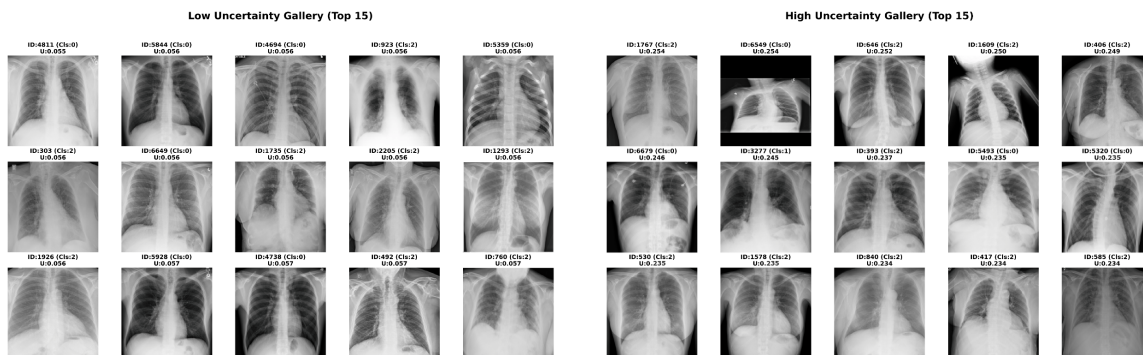 Low Uncertainty Gallery (Top 15)
ID:4811 (Cls:0)
U:0.055
ID:5844 (Cls:0)
U:0.056
ID:4694 (Cls:0)
U:0.056
ID:923 (Cls:2)
U:0.056
ID:5359 (Cls:0)
U:0.056
ID:303 (Cls:2)
U:0.056
ID:6649 (Cls:0)
U:0.056
ID:1735 (Cls:2)
U:0.056
ID:2205 (Cls:2)
U:0.056
ID:1293 (Cls:2)
U:0.056
ID:1926 (Cls:2)
U:0.056
ID:5928 (Cls:0)
U:0.057
ID:4738 (Cls:0)
U:0.057
ID:492 (Cls:2)
U:0.057
ID:760 (Cls:2)
U:0.057
High Uncertainty Gallery (Top 15)
ID:1767 (Cls:2)
U:0.254
ID:6549 (Cls:0)
U:0.254
ID:646 (Cls:2)
U:0.252
ID:1609 (Cls:2)
U:0.250
ID:406 (Cls:2)
U:0.249
ID:6679 (Cls:0)
U:0.246
ID:3277 (Cls:1)
U:0.245
ID:393 (Cls:2)
U:0.237
ID:5493 (Cls:0)
U:0.235
ID:5320 (Cls:0)
U:0.235
ID:530 (Cls:2)
U:0.235
ID:1578 (Cls:2)
U:0.235
ID:840 (Cls:2)
U:0.234
ID:417 (Cls:2)
U:0.234
ID:585 (Cls:2)
U:0.234